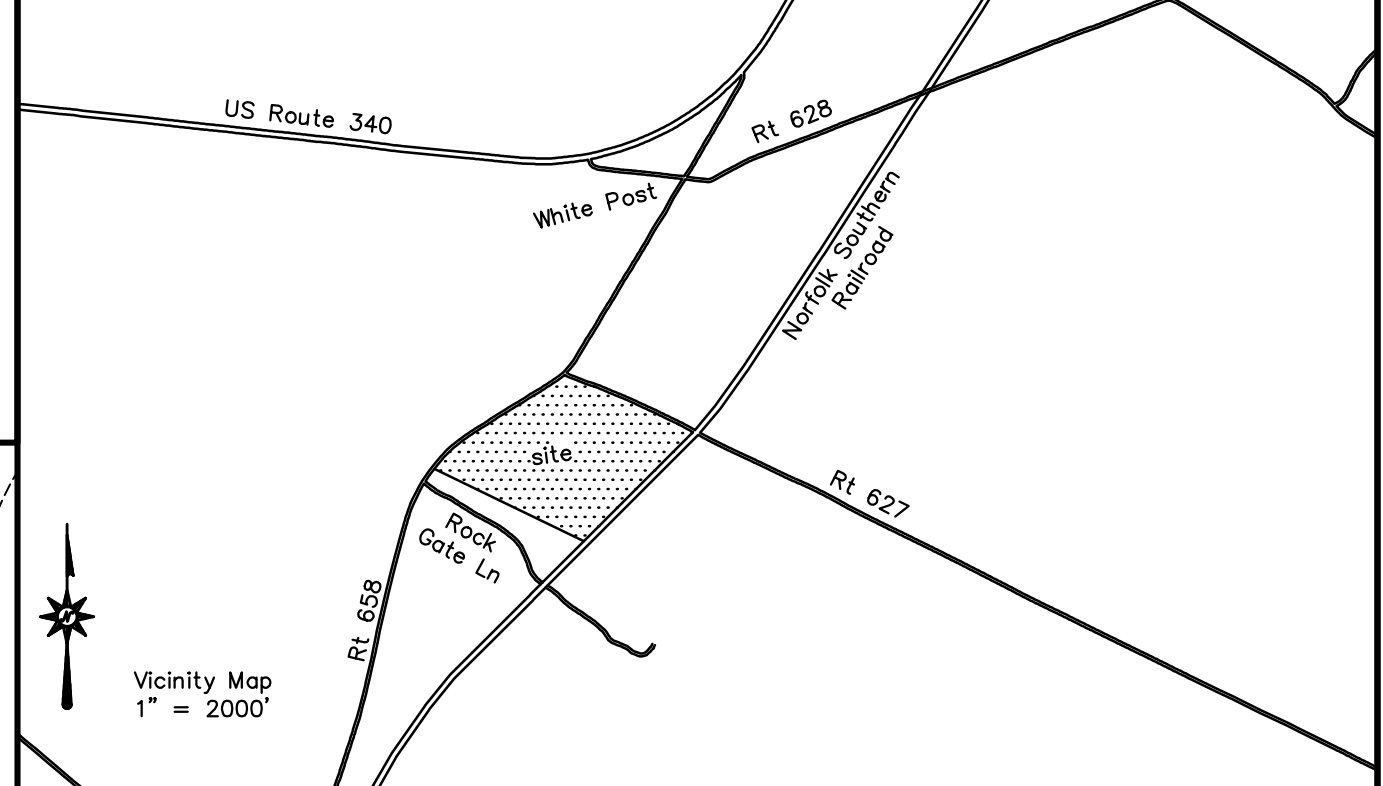 US Route 340
Rt 628
White Post
Norfolk Southern
Railroad
site
Rt 627
Rock
Gate Ln
Rt 658
N
Vicinity Map
1" = 2000'